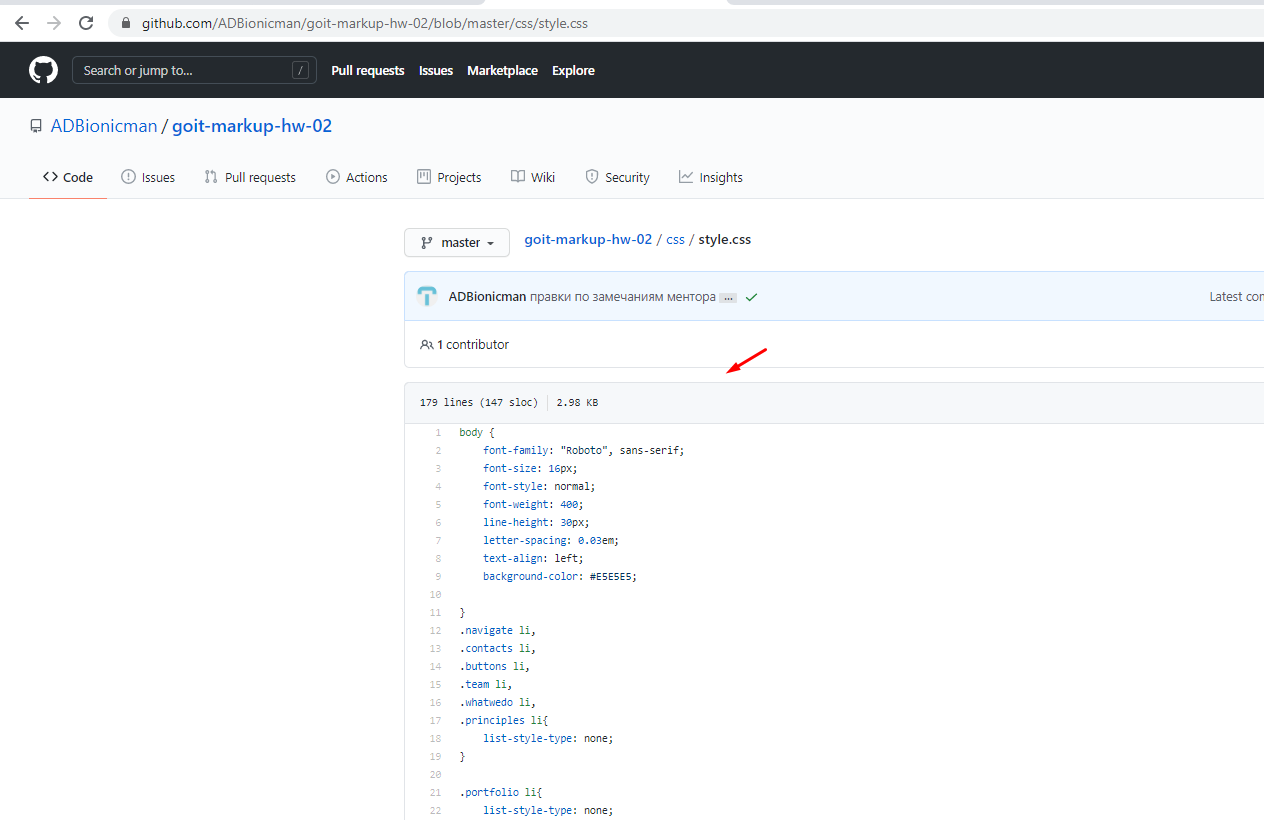 github.com/ADBionicman/goit-markup-hw-02/blob/master/css/style.css
Search or jump to... / Pull requests Issues Marketplace Explore
ADBionicman / goit-markup-hw-02
<> Code Issues Pull requests Actions Projects Wiki Security Insights
master goit-markup-hw-02 / css / style.css
ADBionicman правки по замечаниям ментора ... Latest
1 contributor
179 lines (147 sloc) 2.98 KB
1 body {
2 font-family: "Roboto", sans-serif;
3 font-size: 16px;
4 font-style: normal;
5 font-weight: 400;
6 line-height: 30px;
7 letter-spacing: 0.03em;
8 text-align: left;
9 background-color: #E5E5E5;
10
11 }
12 .navigate li,
13 .contacts li,
14 .buttons li,
15 .team li,
16 .whatwedo li,
17 .principles li{
18 list-style-type: none;
19 }
20
21 .portfolio li{
22 list-style-type: none;